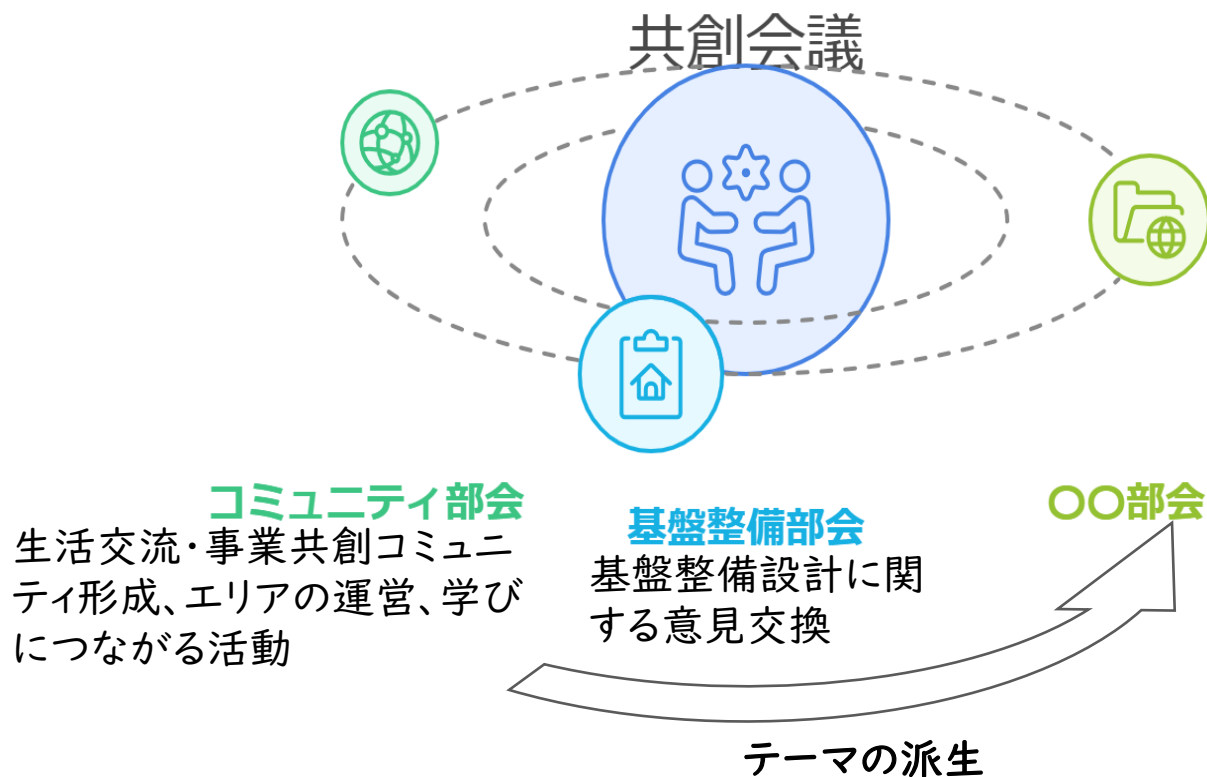 共創会議
コミュニティ部会
生活交流・事業共創コミュニ
ティ形成、エリアの運営、学び
につながる活動
基盤整備部会
基盤整備設計に関
する意見交換
〇〇部会
テーマの派生